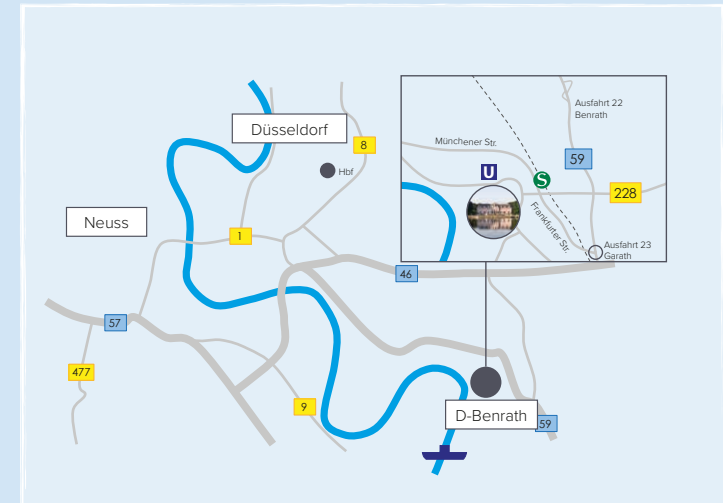 Düsseldorf
8
Hbf
Neuss
1
46
57
477
9
D-Benrath
59
Ausfahrt 22
Benrath
Münchener Str.
59
U
S
228
Frankfurter Str.
Ausfahrt 23
Garath